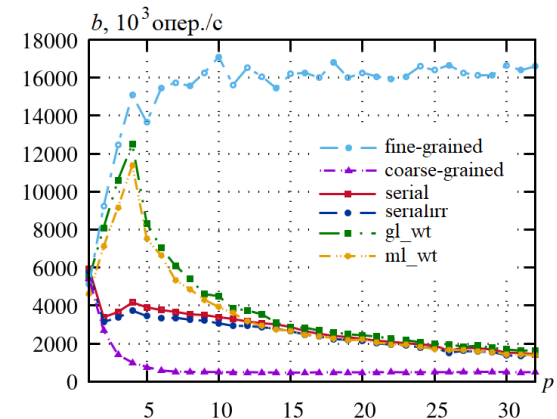 b, 10³ опер./с
18000
16000
14000
12000
10000
8000
6000
4000
2000
0
fine-grained
coarse-grained
serial
serialirr
gl_wt
ml_wt
5 10 15 20 25 30 p